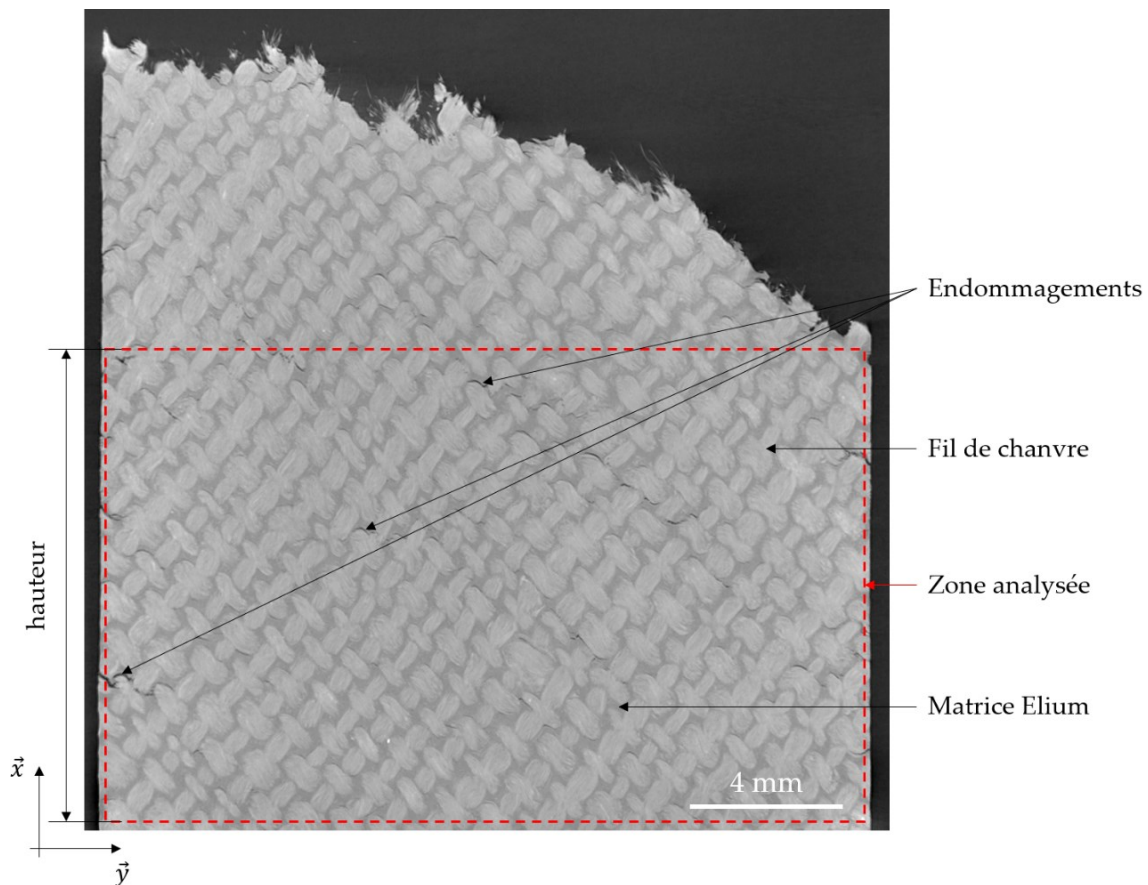 Endommagements
Fil de chanvre
Zone analysée
hauteur
Matrice Elium
4 mm
x⃗
y⃗